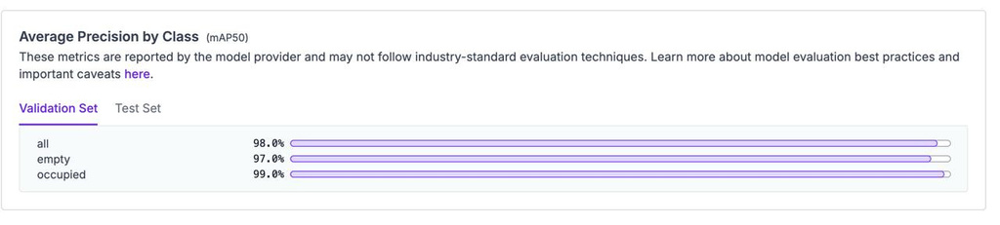 Average Precision by Class (mAP50)
These metrics are reported by the model provider and may not follow industry-standard evaluation techniques. Learn more about model evaluation best practices and
important caveats here.
Validation Set Test Set
all 98.0%
empty 97.0%
occupied 99.0%